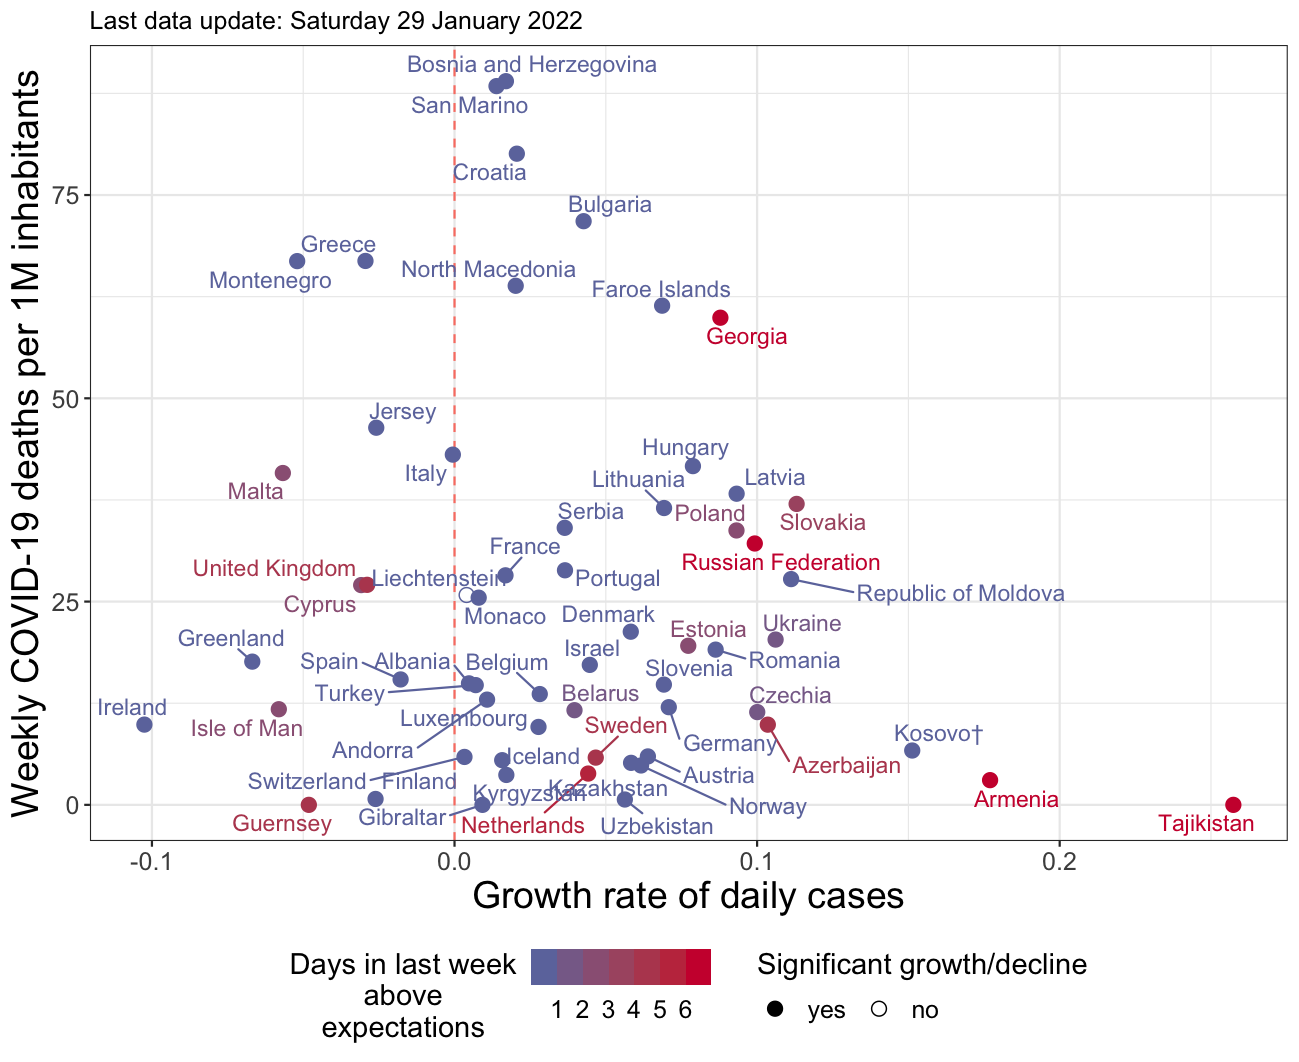 Last data update: Saturday 29 January 2022
Weekly COVID-19 deaths per 1M inhabitants
Bosnia and Herzegovina
San Marino
Croatia
75
Bulgaria
Greece
North Macedonia
Montenegro
Faroe Islands
Georgia
50
Jersey
Hungary
Italy
Lithuania
Latvia
Malta
Serbia
Poland
Slovakia
France
Russian Federation
United Kingdom
Liechtenstein
Portugal
Republic of Moldova
25
Cyprus
Monaco
Denmark
Ukraine
Estonia
Greenland
Israel
Spain
Albania
Belgium
Slovenia
Romania
Turkey
Belarus
Czechia
Ireland
Isle of Man
Luxembourg
Sweden
Kosovo†
Andorra
Germany
Iceland
Azerbaijan
Switzerland
Finland
Austria
Kazakhstan
Kyrgyzstan
Armenia
0
Norway
Gibraltar
Guernsey
Netherlands
Uzbekistan
Tajikistan
-0.1
0.0
0.1
0.2
Growth rate of daily cases
Days in last week
above
expectations
1 2 3 4 5 6
Significant growth/decline
yes
no